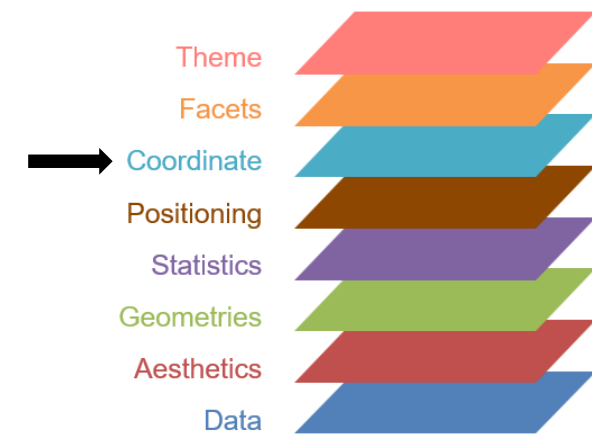 Theme
Facets
Coordinate
Positioning
Statistics
Geometries
Aesthetics
Data